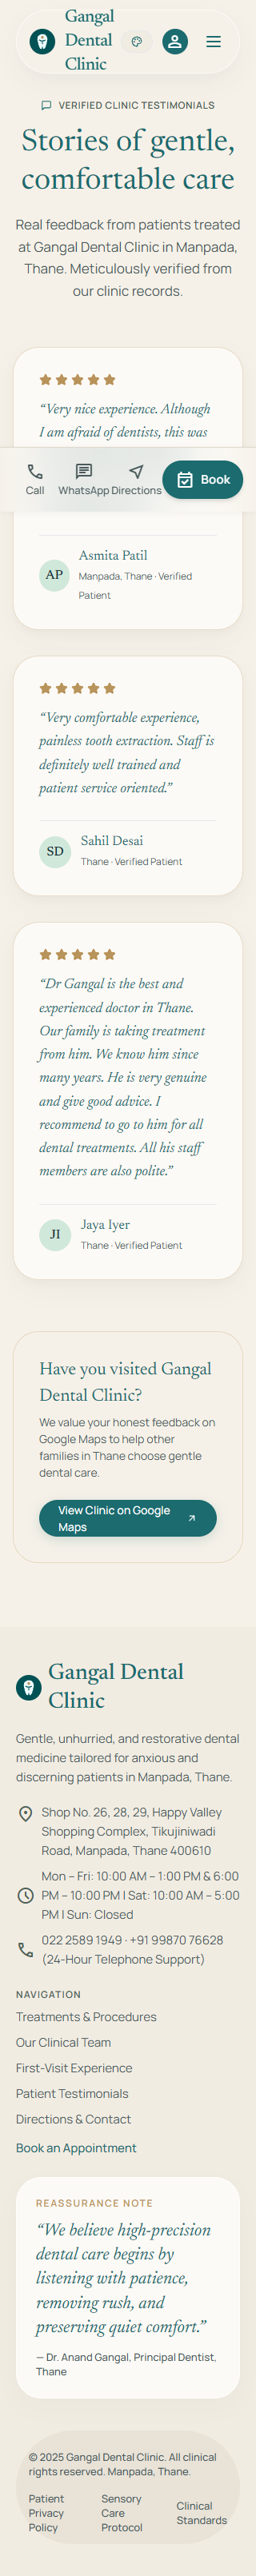 Gangal
Dental
Clinic
VERIFIED CLINIC TESTIMONIALS
Stories of gentle,
comfortable care
Real feedback from patients treated
at Gangal Dental Clinic in Manpada,
Thane. Meticulously verified from
our clinic records.
“Very nice experience. Although
I am afraid of dentists, this was
Call
WhatsApp
Directions
Book
AP
Asmita Patil
Manpada, Thane · Verified
Patient
“Very comfortable experience,
painless tooth extraction. Staff is
definitely well trained and
patient service oriented.”
SD
Sahil Desai
Thane · Verified Patient
“Dr Gangal is the best and
experienced doctor in Thane.
Our family is taking treatment
from him. We know him since
many years. He is very genuine
and give good advice. I
recommend to go to him for all
dental treatments. All his staff
members are also polite.”
JI
Jaya Iyer
Thane · Verified Patient
Have you visited Gangal
Dental Clinic?
We value your honest feedback on
Google Maps to help other
families in Thane choose gentle
dental care.
View Clinic on Google
Maps
Gangal Dental
Clinic
Gentle, unhurried, and restorative dental
medicine tailored for anxious and
discerning patients in Manpada, Thane.
Shop No. 26, 28, 29, Happy Valley
Shopping Complex, Tikujiniwadi
Road, Manpada, Thane 400610
Mon – Fri: 10:00 AM – 1:00 PM & 6:00
PM – 10:00 PM | Sat: 10:00 AM – 5:00
PM | Sun: Closed
022 2589 1949 · +91 99870 76628
(24-Hour Telephone Support)
NAVIGATION
Treatments & Procedures
Our Clinical Team
First-Visit Experience
Patient Testimonials
Directions & Contact
Book an Appointment
REASSURANCE NOTE
“We believe high-precision
dental care begins by
listening with patience,
removing rush, and
preserving quiet comfort.”
— Dr. Anand Gangal, Principal Dentist,
Thane
© 2025 Gangal Dental Clinic. All clinical
rights reserved. Manpada, Thane.
Patient
Privacy
Policy
Sensory
Care
Protocol
Clinical
Standards